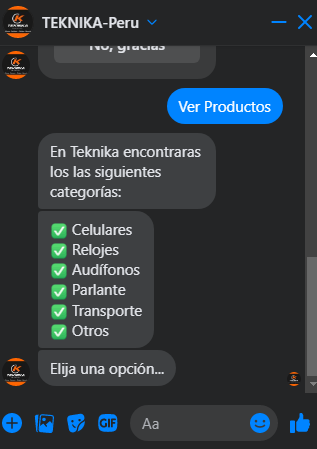 TEKNIKA-Peru
No, gracias
Ver Productos
En Teknika encontraras
los las siguientes
categorías:
✅ Celulares
✅ Relojes
✅ Audífonos
✅ Parlante
✅ Transporte
✅ Otros
Elija una opción...
GIF
Aa